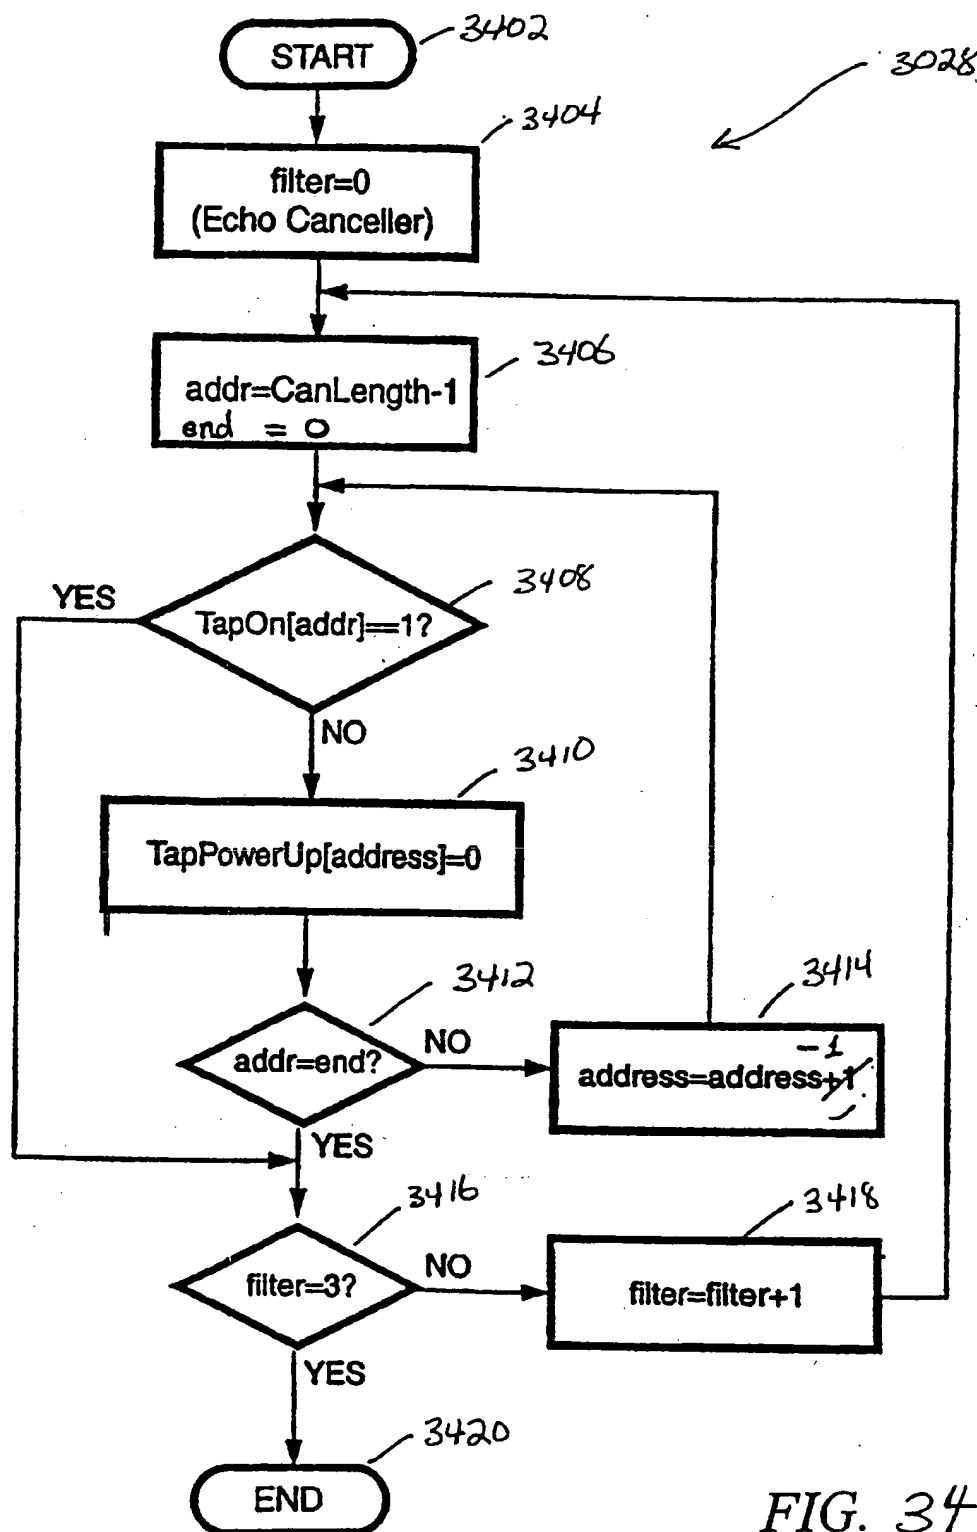 START
3402
3028
3404
filter=0
(Echo Canceller)
3406
addr=CanLength-1
end = 0
3408
YES
TapOn[addr]==1?
NO
3410
TapPowerUp[address]=0
3412
3414
addr=end?
NO
-1
address=address+1
YES
3416
3418
filter=3?
NO
filter=filter+1
YES
3420
END
FIG. 34